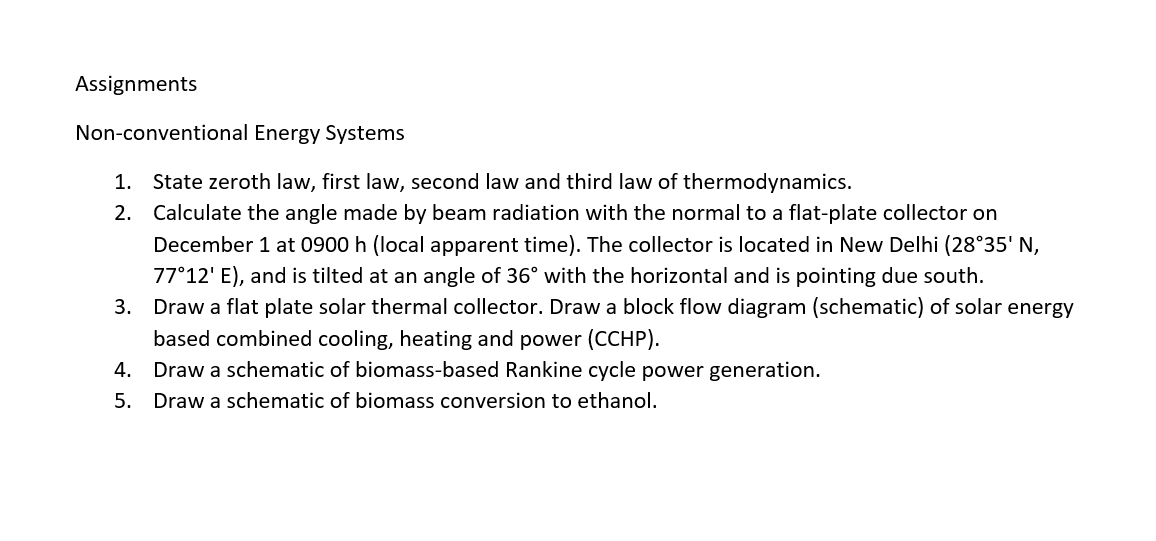 Assignments
Non-conventional Energy Systems
1. State zeroth law, first law, second law and third law of thermodynamics.
2. Calculate the angle made by beam radiation with the normal to a flat-plate collector on
December 1 at 0900 h (local apparent time). The collector is located in New Delhi (28°35' N,
77°12' E), and is tilted at an angle of 36° with the horizontal and is pointing due south.
3. Draw a flat plate solar thermal collector. Draw a block flow diagram (schematic) of solar energy
based combined cooling, heating and power (CCHP).
4. Draw a schematic of biomass-based Rankine cycle power generation.
5. Draw a schematic of biomass conversion to ethanol.